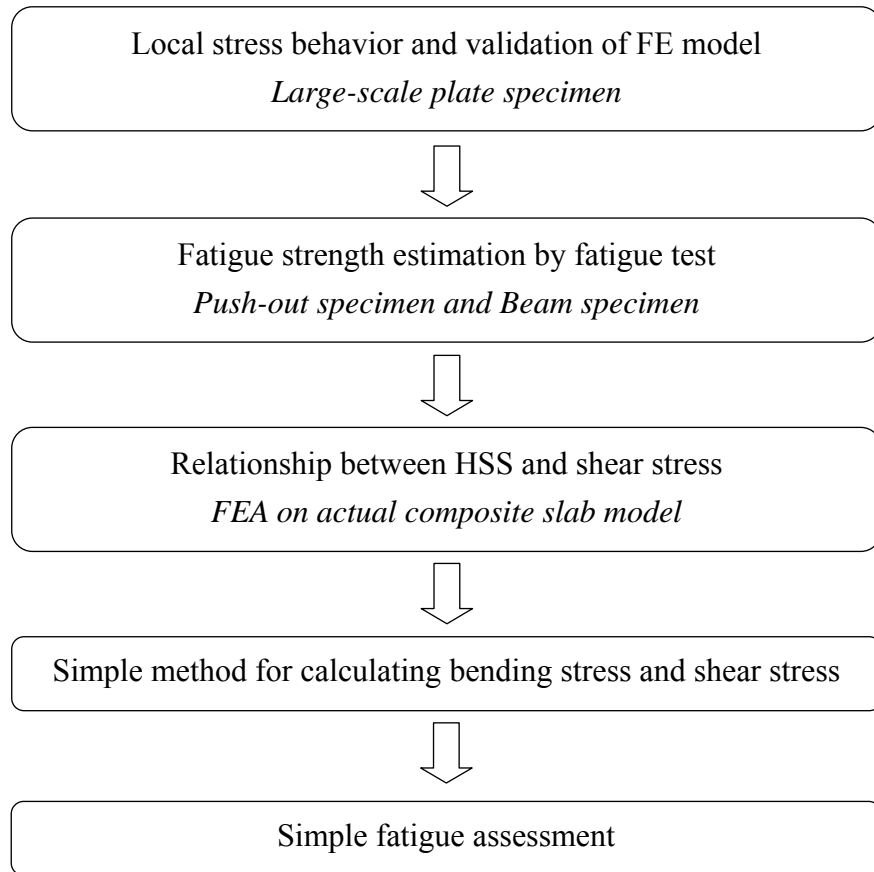 Local stress behavior and validation of FE model
Large-scale plate specimen
Fatigue strength estimation by fatigue test
Push-out specimen and Beam specimen
Relationship between HSS and shear stress
FEA on actual composite slab model
Simple method for calculating bending stress and shear stress
Simple fatigue assessment